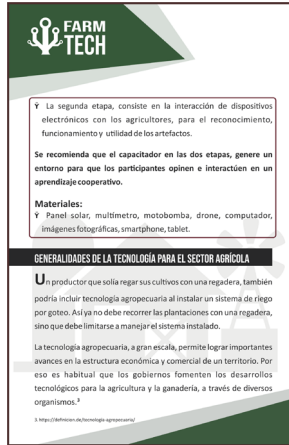 FARM
TECH
Ÿ La segunda etapa, consiste en la interacción de dispositivos
electrónicos con los agricultores, para el reconocimiento,
funcionamiento y utilidad de los artefactos.
Se recomienda que el capacitador en las dos etapas, genere un
entorno para que los participantes opinen e interactúen en un
aprendizaje cooperativo.
Materiales:
Ÿ Panel solar, multímetro, motobomba, drone, computador,
imágenes fotográficas, smartphone, tablet.
GENERALIDADES DE LA TECNOLOGÍA PARA EL SECTOR AGRÍCOLA
Un productor que solía regar sus cultivos con una regadera, también
podría incluir tecnología agropecuaria al instalar un sistema de riego
por goteo. Así ya no debe recorrer las plantaciones con una regadera,
sino que debe limitarse a manejar el sistema instalado.
La tecnología agropecuaria, a gran escala, permite lograr importantes
avances en la estructura económica y comercial de un territorio. Por
eso es habitual que los gobiernos fomenten los desarrollos
tecnológicos para la agricultura y la ganadería, a través de diversos
organismos.³
3. https://definicion.de/tecnologia-agropecuaria/